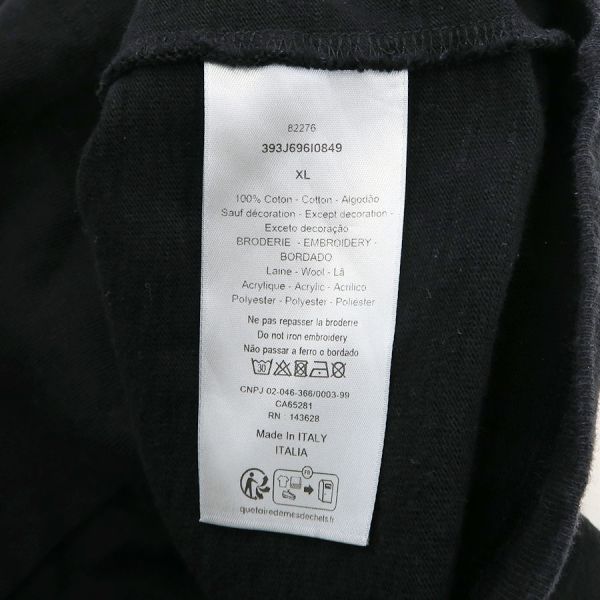 82276
393J696I0849
XL
100% Coton - Cotton - Algodão
Sauf décoration - Except decoration -
Exceto decoração
BRODERIE - EMBROIDERY -
BORDADO
Laine - Wool - Lã
Acrylique - Acrylic - Acrílico
Polyester - Polyester - Poliéster
Ne pas repasser la broderie
Do not iron embroidery
Não passar a ferro o bordado
30
CNPJ 02-046-366/0003-99
CA65281
RN : 143628
Made In ITALY
ITALIA
FR
quefairedemesdechets.fr